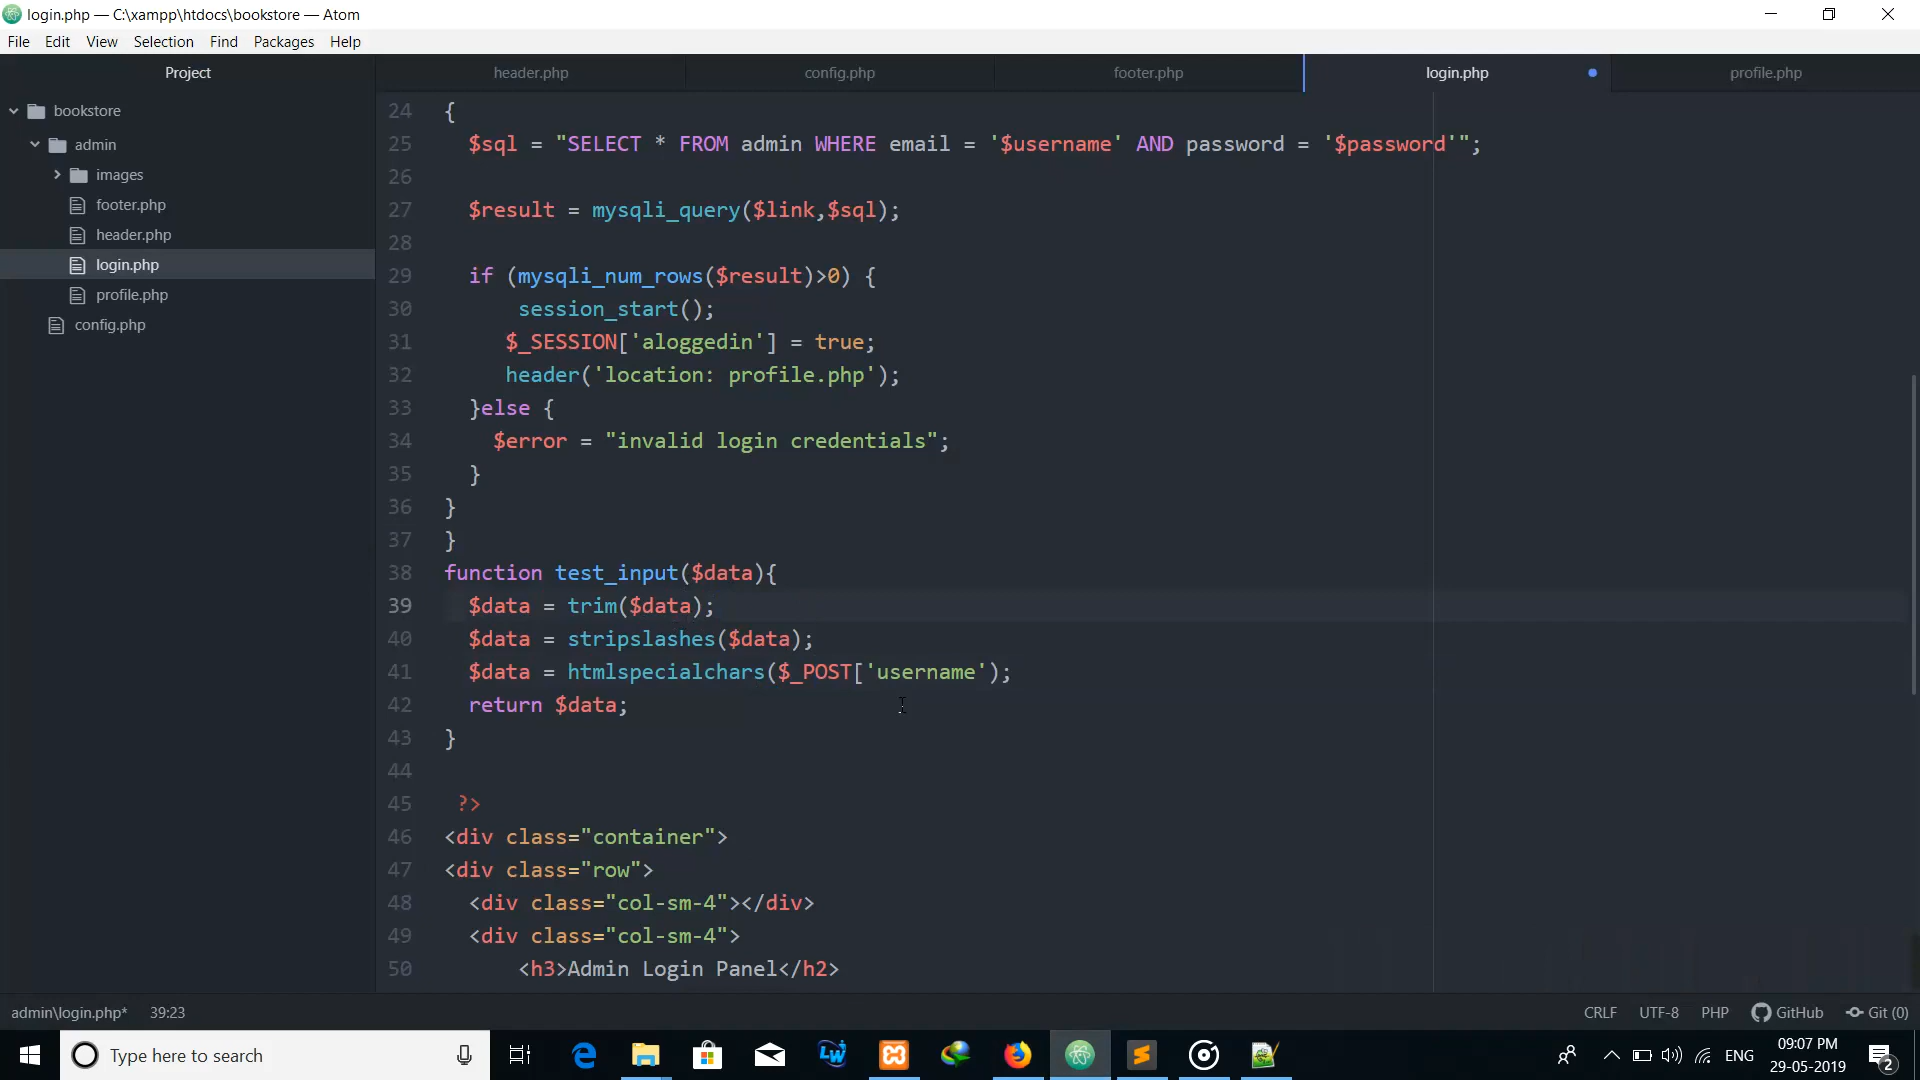 login.php — C:\xampp\htdocs\bookstore — Atom
File Edit View Selection Find Packages Help
Project
header.php config.php footer.php login.php profile.php
bookstore
admin
images
footer.php
header.php
login.php
profile.php
config.php
24 {
25 $sql = "SELECT * FROM admin WHERE email = '$username' AND password = '$password'";
26
27 $result = mysqli_query($link,$sql);
28
29 if (mysqli_num_rows($result)>0) {
30 session_start();
31 $_SESSION['aloggedin'] = true;
32 header('location: profile.php');
33 }else {
34 $error = "invalid login credentials";
35 }
36 }
37 }
38 function test_input($data){
39 $data = trim($data);
40 $data = stripslashes($data);
41 $data = htmlspecialchars($_POST['username');
42 return $data;
43 }
44
45 ?>
46 <div class="container">
47 <div class="row">
48 <div class="col-sm-4"></div>
49 <div class="col-sm-4">
50 <h3>Admin Login Panel</h2>
admin\login.php* 39:23 CRLF UTF-8 PHP GitHub Git (0)
Type here to search
ENG
09:07 PM
29-05-2019
2